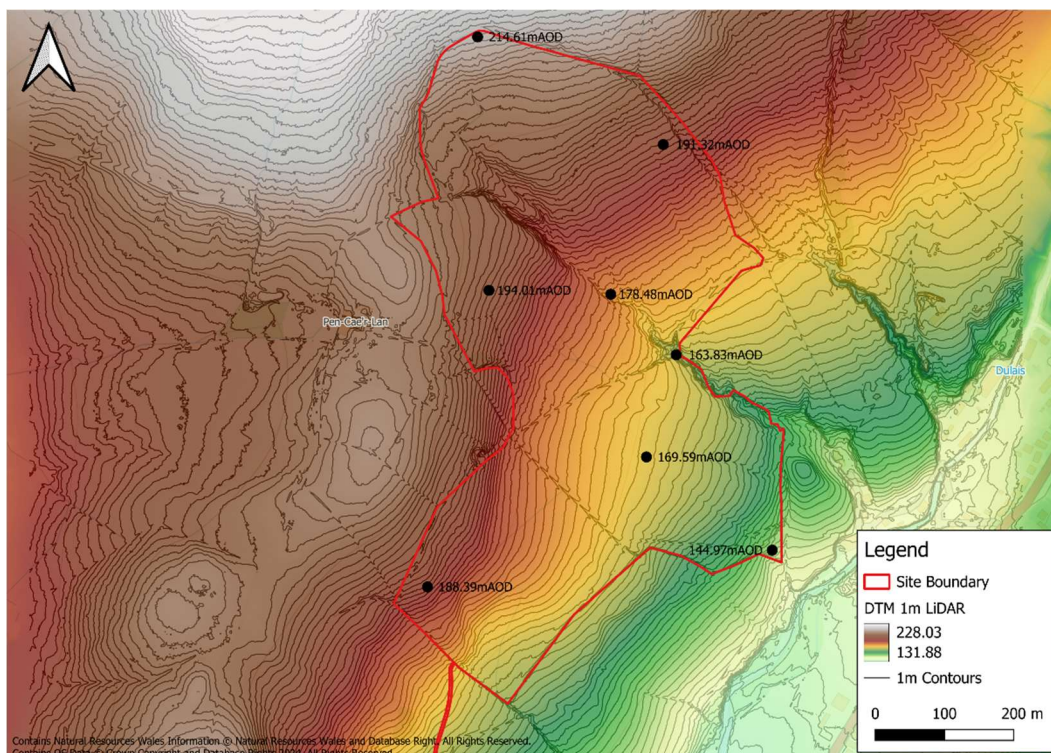 214.61mAOD
191.32mAOD
194.01mAOD
178.48mAOD
Pen-Cae'r-Lan
163.83mAOD
Dulais
169.59mAOD
144.97mAOD
188.39mAOD
Legend
Site Boundary
DTM 1m LiDAR
228.03
131.88
1m Contours
0 100 200 m
Contains Natural Resources Wales Information © Natural Resources Wales and Database Right. All Rights Reserved.